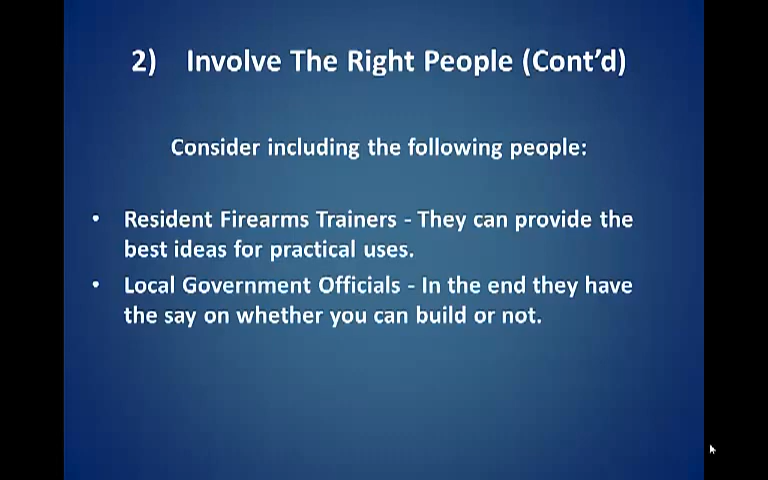 2) Involve The Right People (Cont’d)
Consider including the following people:
• Resident Firearms Trainers - They can provide the
best ideas for practical uses.
• Local Government Officials - In the end they have
the say on whether you can build or not.